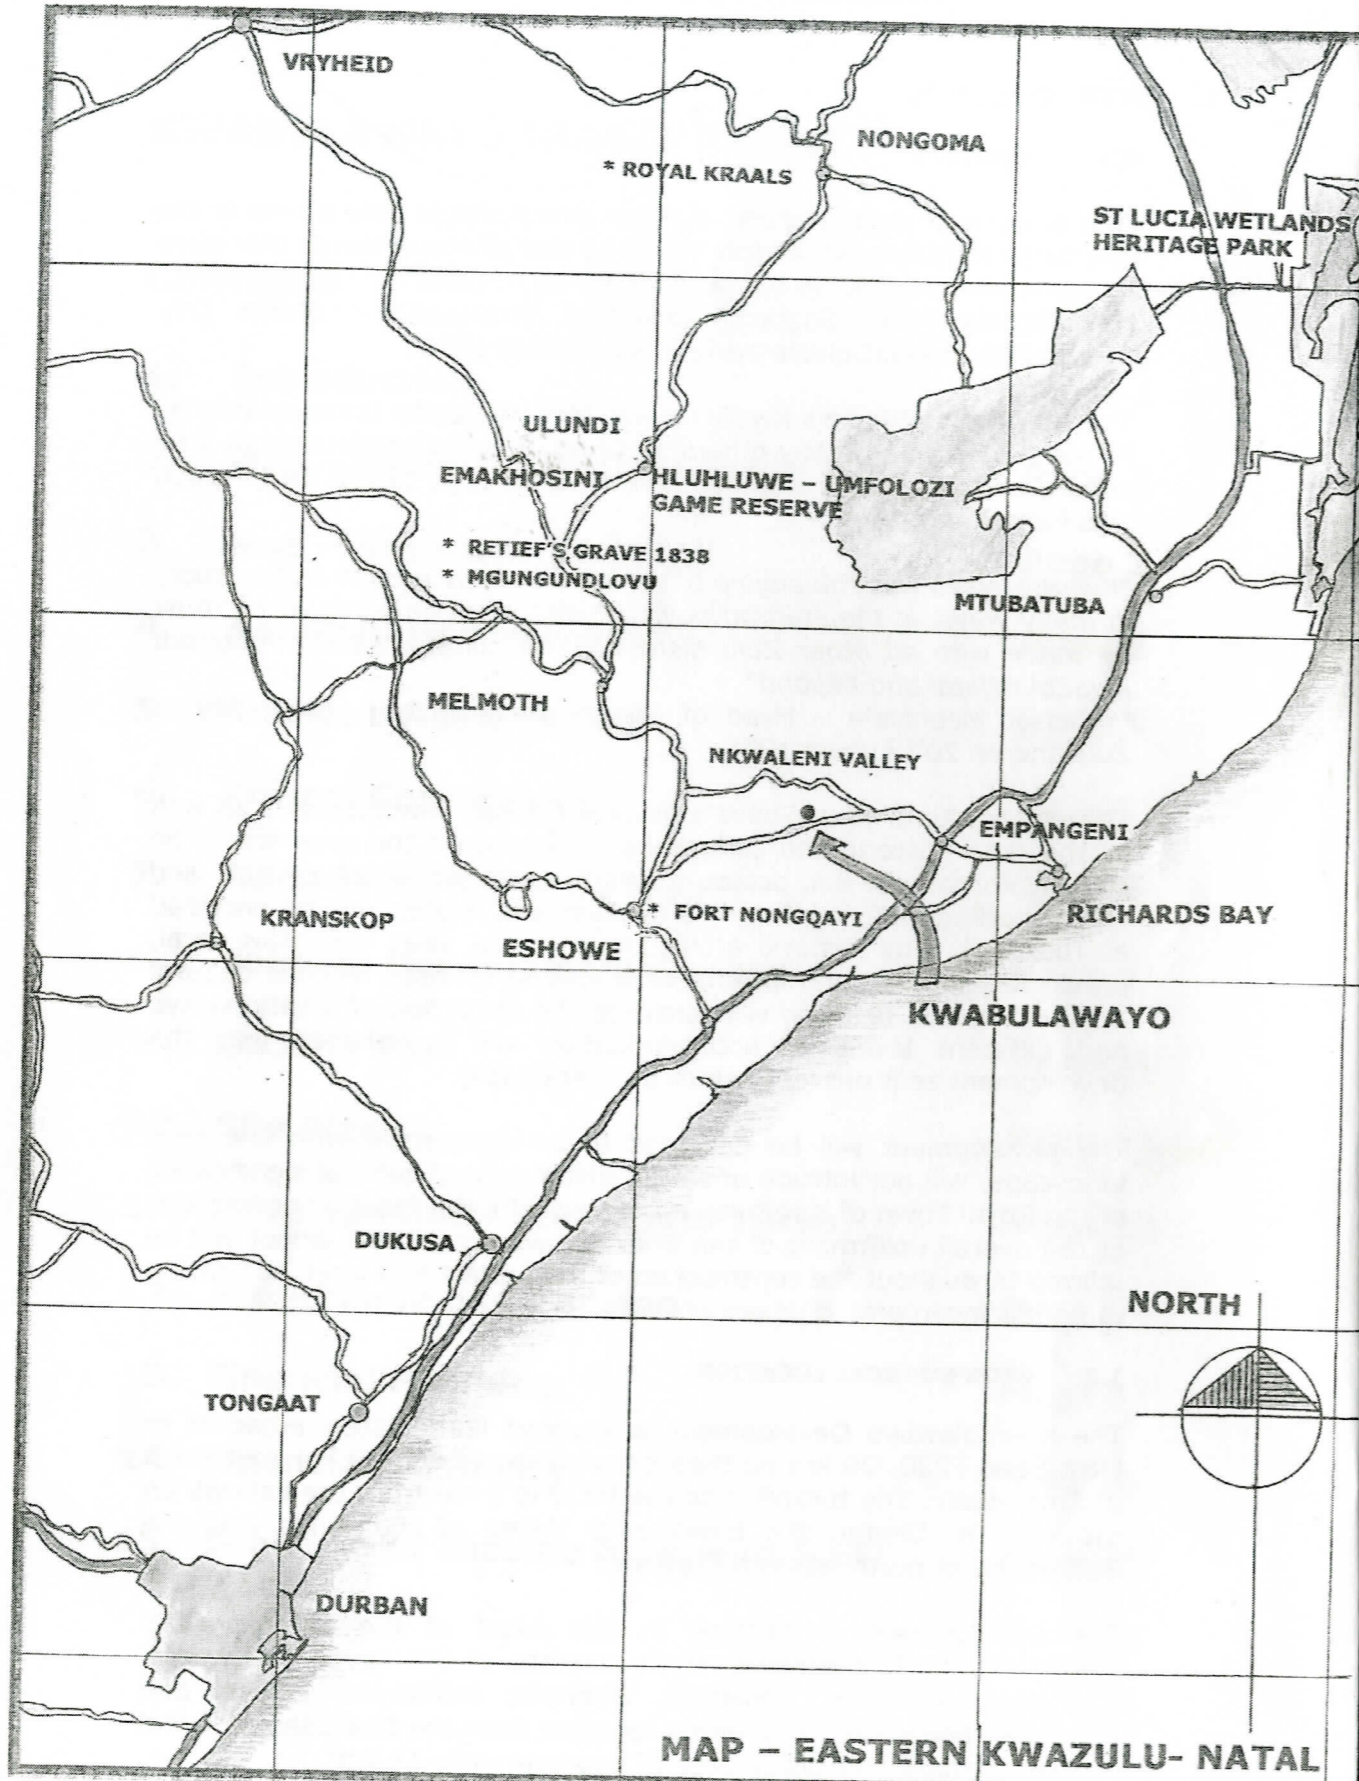 VRYHEID
NONGOMA
* ROYAL KRAALS
ST LUCIA WETLANDS
HERITAGE PARK
ULUNDI
EMAKHOSINI
HLUHLUWE – UMFOLOZI
GAME RESERVE
* RETIEF'S GRAVE 1838
* MGUNGUNDLOVU
MTUBATUBA
MELMOTH
NKWALENI VALLEY
EMPANGENI
KRANSKOP
* FORT NONGQAYI
RICHARDS BAY
ESHOWE
KWABULAWAYO
DUKUSA
NORTH
TONGAAT
DURBAN
MAP – EASTERN KWAZULU- NATAL